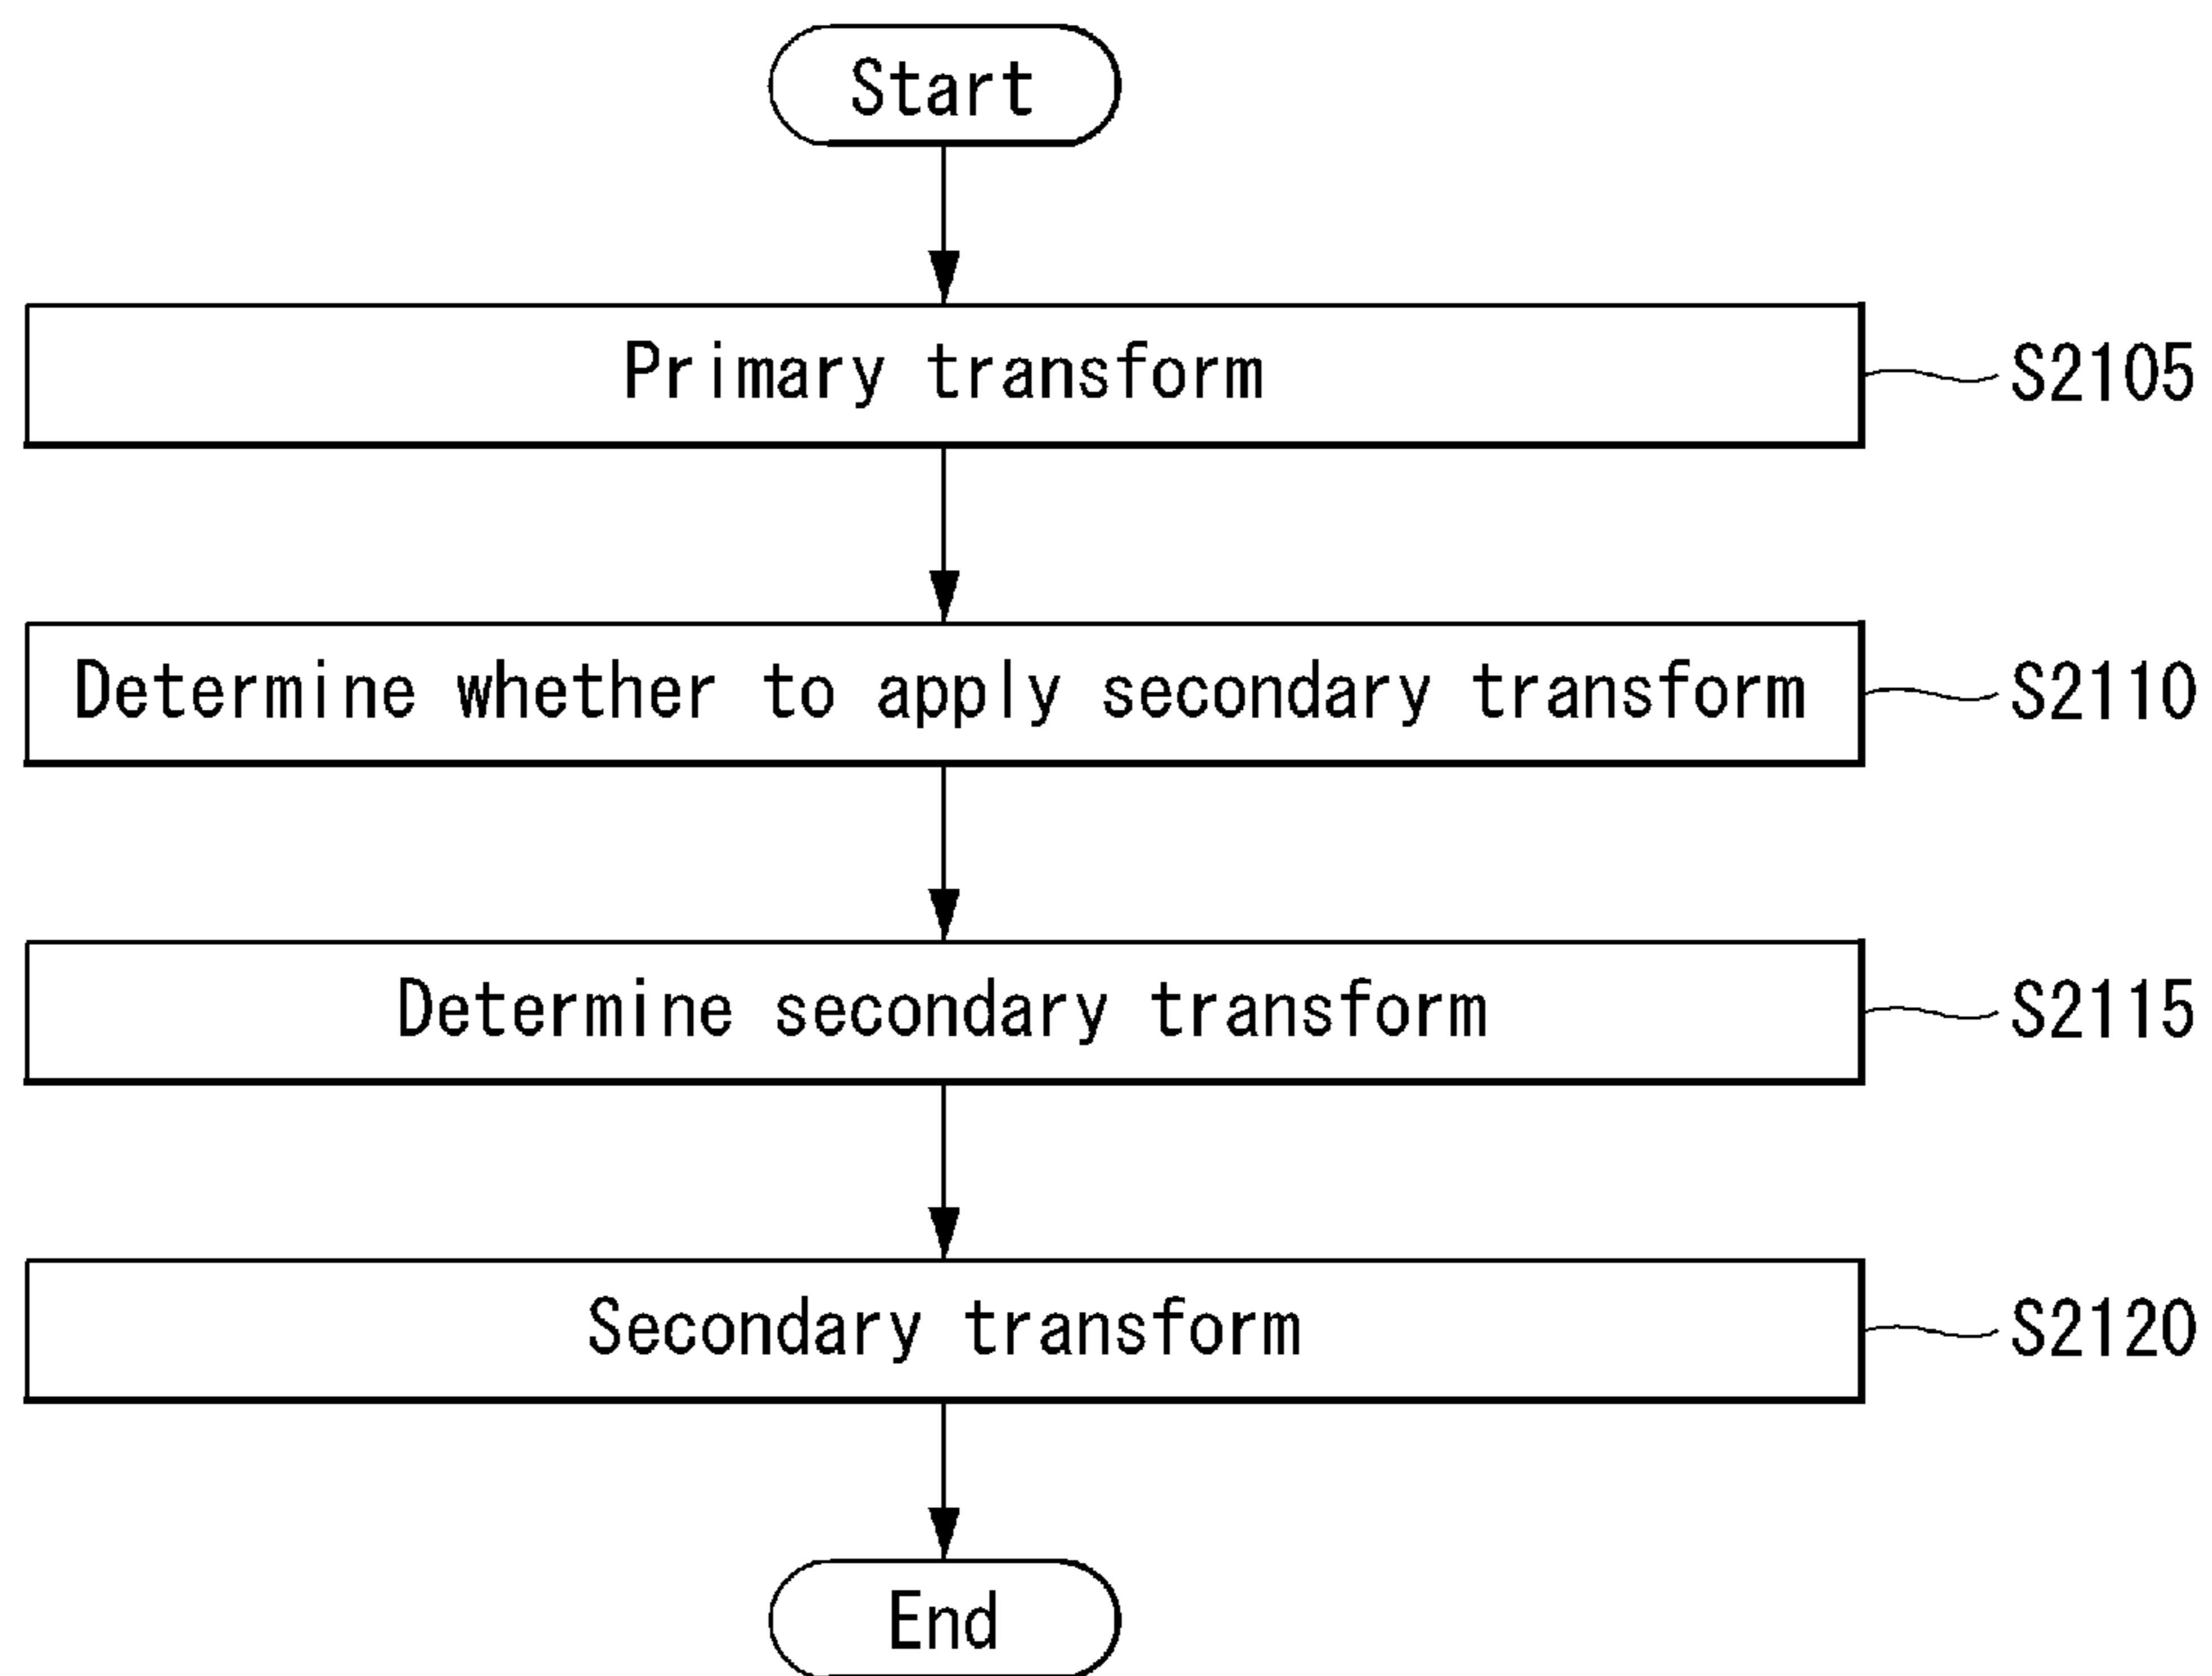 Start
Primary transform
S2105
Determine whether to apply secondary transform
S2110
Determine secondary transform
S2115
Secondary transform
S2120
End